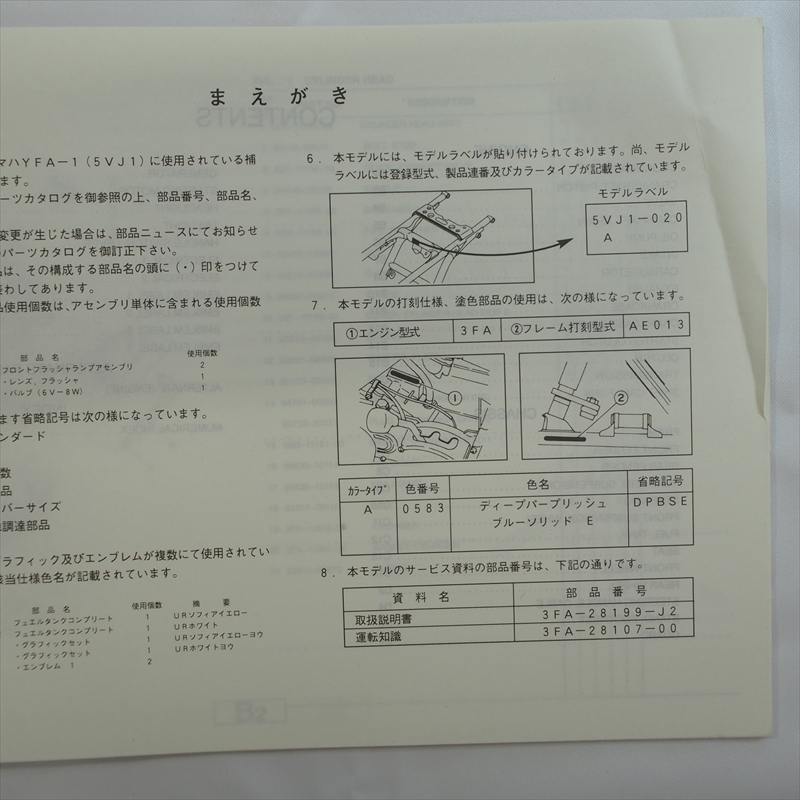 まえがき
マハYFA－1（5VJ1）に使用されている補
ます。
ーツカタログを御参照の上、部品番号、部品名、
変更が生じた場合は、部品ニュースにてお知らせ
パーツカタログを御訂正下さい。
品は、その構成する部品名の頭に（・）印をつけて
表わしてあります。
品使用個数は、アセンブリ単体に含まれる使用個数
部品名 使用個数
フロントフラッシャランプアセンブリ 2
・レンズ，フラッシャ 1
・バルブ（6V－8W） 1
ます省略記号は次の様になっています。
ンダード
数
品
バーサイズ
調達部品
ラフィック及びエンブレムが複数にて使用されてい
該当仕様色名が記載されています。
部品名 使用個数 摘要
フェエルタンクコンプリート 1 URソフィアイエロー
フェエルタンクコンプリート 1 URホワイト
・グラフィックセット 1 URソフィアイエローヨウ
・グラフィックセット 1 URホワイトヨウ
・エンブレム 1 2
6． 本モデルには、モデルラベルが貼り付けられております。尚、モデル
ラベルには登録型式、製品連番及びカラータイプが記載されています。
モデルラベル
5VJ1－020
A
7． 本モデルの打刻仕様、塗色部品の使用は、次の様になっています。
①エンジン型式 3FA ②フレーム打刻型式 AE013
①
②
カラータイプ 色番号 色名 省略記号
A 0583 ディープパープリッシュ DPBSE
ブルーソリッド E
8． 本モデルのサービス資料の部品番号は、下記の通りです。
資料名 部品番号
取扱説明書 3FA－28199－J2
運転知識 3FA－28107－00